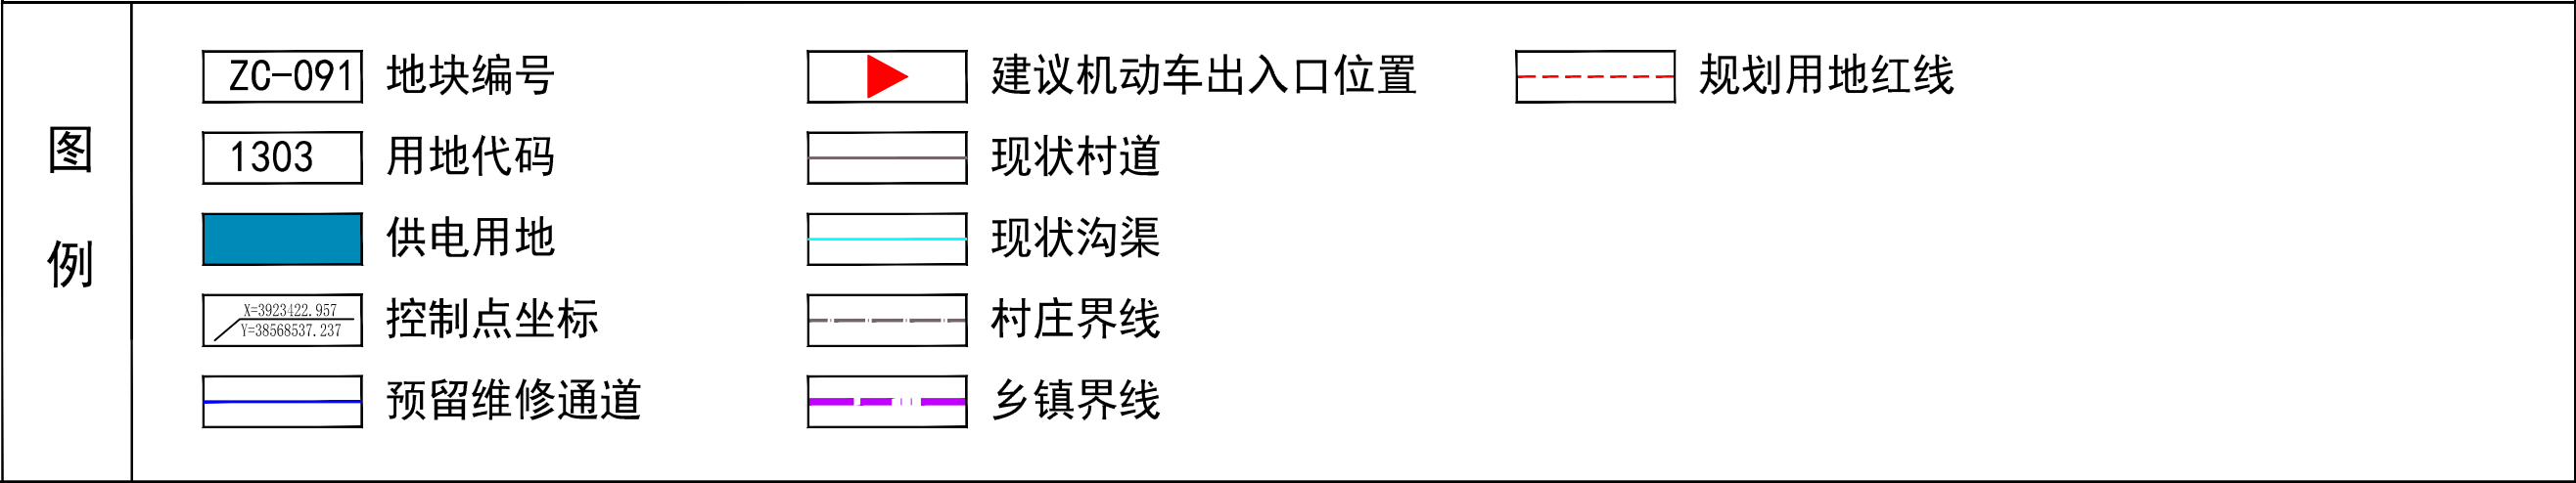 图例
ZC-091 地块编号
1303 用地代码
供电用地
X=3923422.957
Y=38568537.237
控制点坐标
预留维修通道
建议机动车出入口位置
现状村道
现状沟渠
村庄界线
乡镇界线
规划用地红线